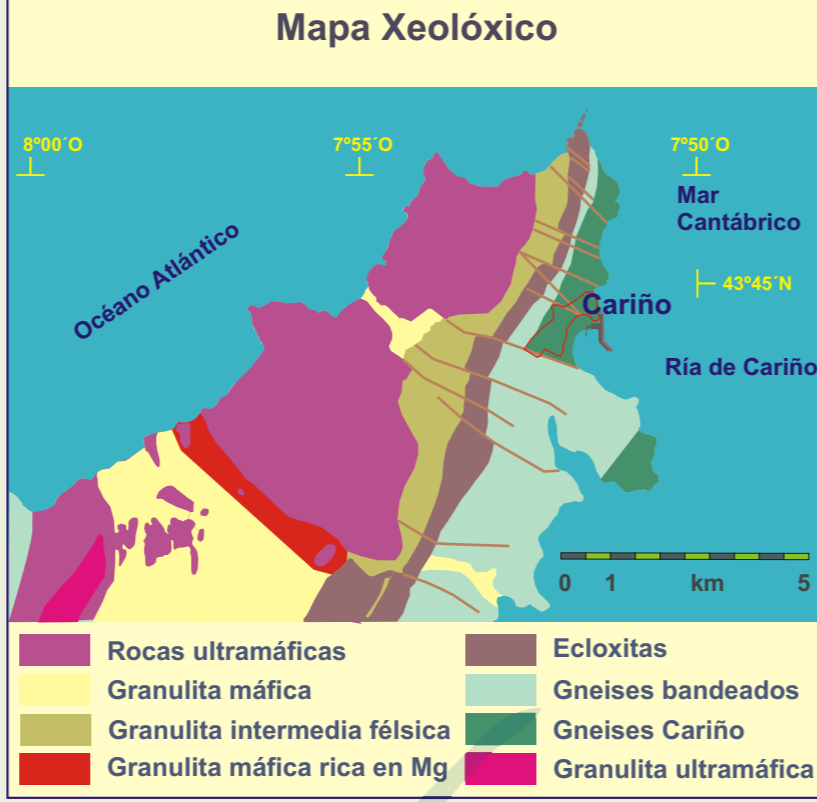 Mapa Xeolóxico
8º00´O
7º55´O
7º50´O
Mar
Cantábrico
Océano Atlántico
43º45´N
Cariño
Ría de Cariño
0 1 km 5
Rocas ultramáficas
Granulita máfica
Granulita intermedia félsica
Granulita máfica rica en Mg
Ecloxitas
Gneises bandeados
Gneises Cariño
Granulita ultramáfica